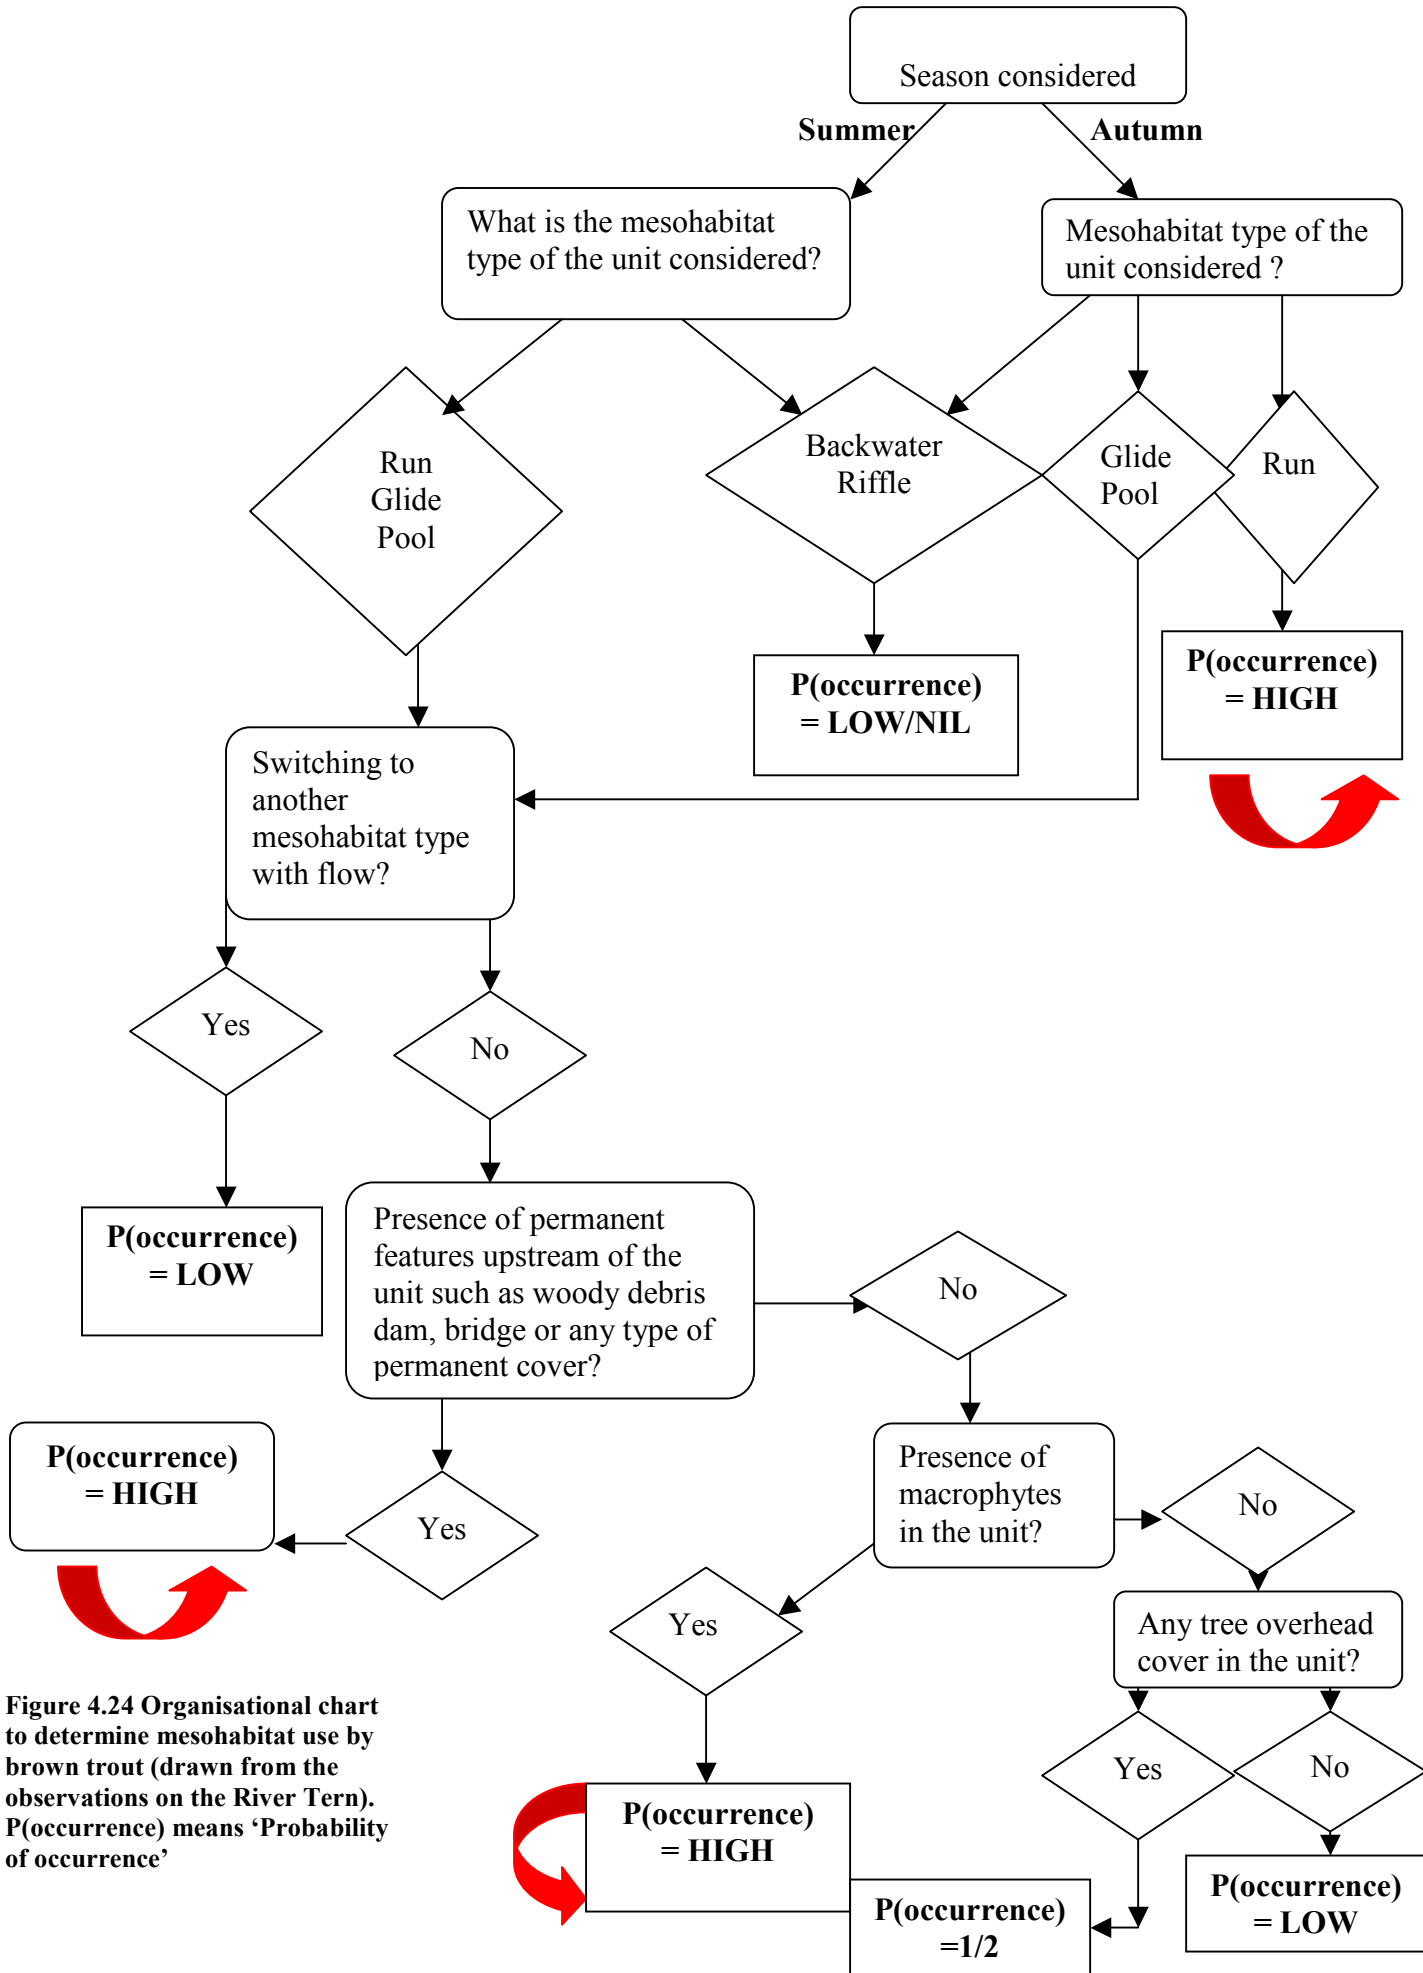 Season considered
Summer
Autumn
What is the mesohabitat
type of the unit considered?
Mesohabitat type of the
unit considered ?
Run
Glide
Pool
Backwater
Riffle
Glide
Pool
Run
P(occurrence)
= LOW/NIL
P(occurrence)
= HIGH
Switching to
another
mesohabitat type
with flow?
Yes
No
P(occurrence)
= LOW
Presence of permanent
features upstream of the
unit such as woody debris
dam, bridge or any type of
permanent cover?
No
P(occurrence)
= HIGH
Yes
Presence of
macrophytes
in the unit?
No
Yes
Any tree overhead
cover in the unit?
Yes
No
P(occurrence)
= HIGH
P(occurrence)
=1/2
P(occurrence)
= LOW
Figure 4.24 Organisational chart
to determine mesohabitat use by
brown trout (drawn from the
observations on the River Tern).
P(occurrence) means ‘Probability
of occurrence’